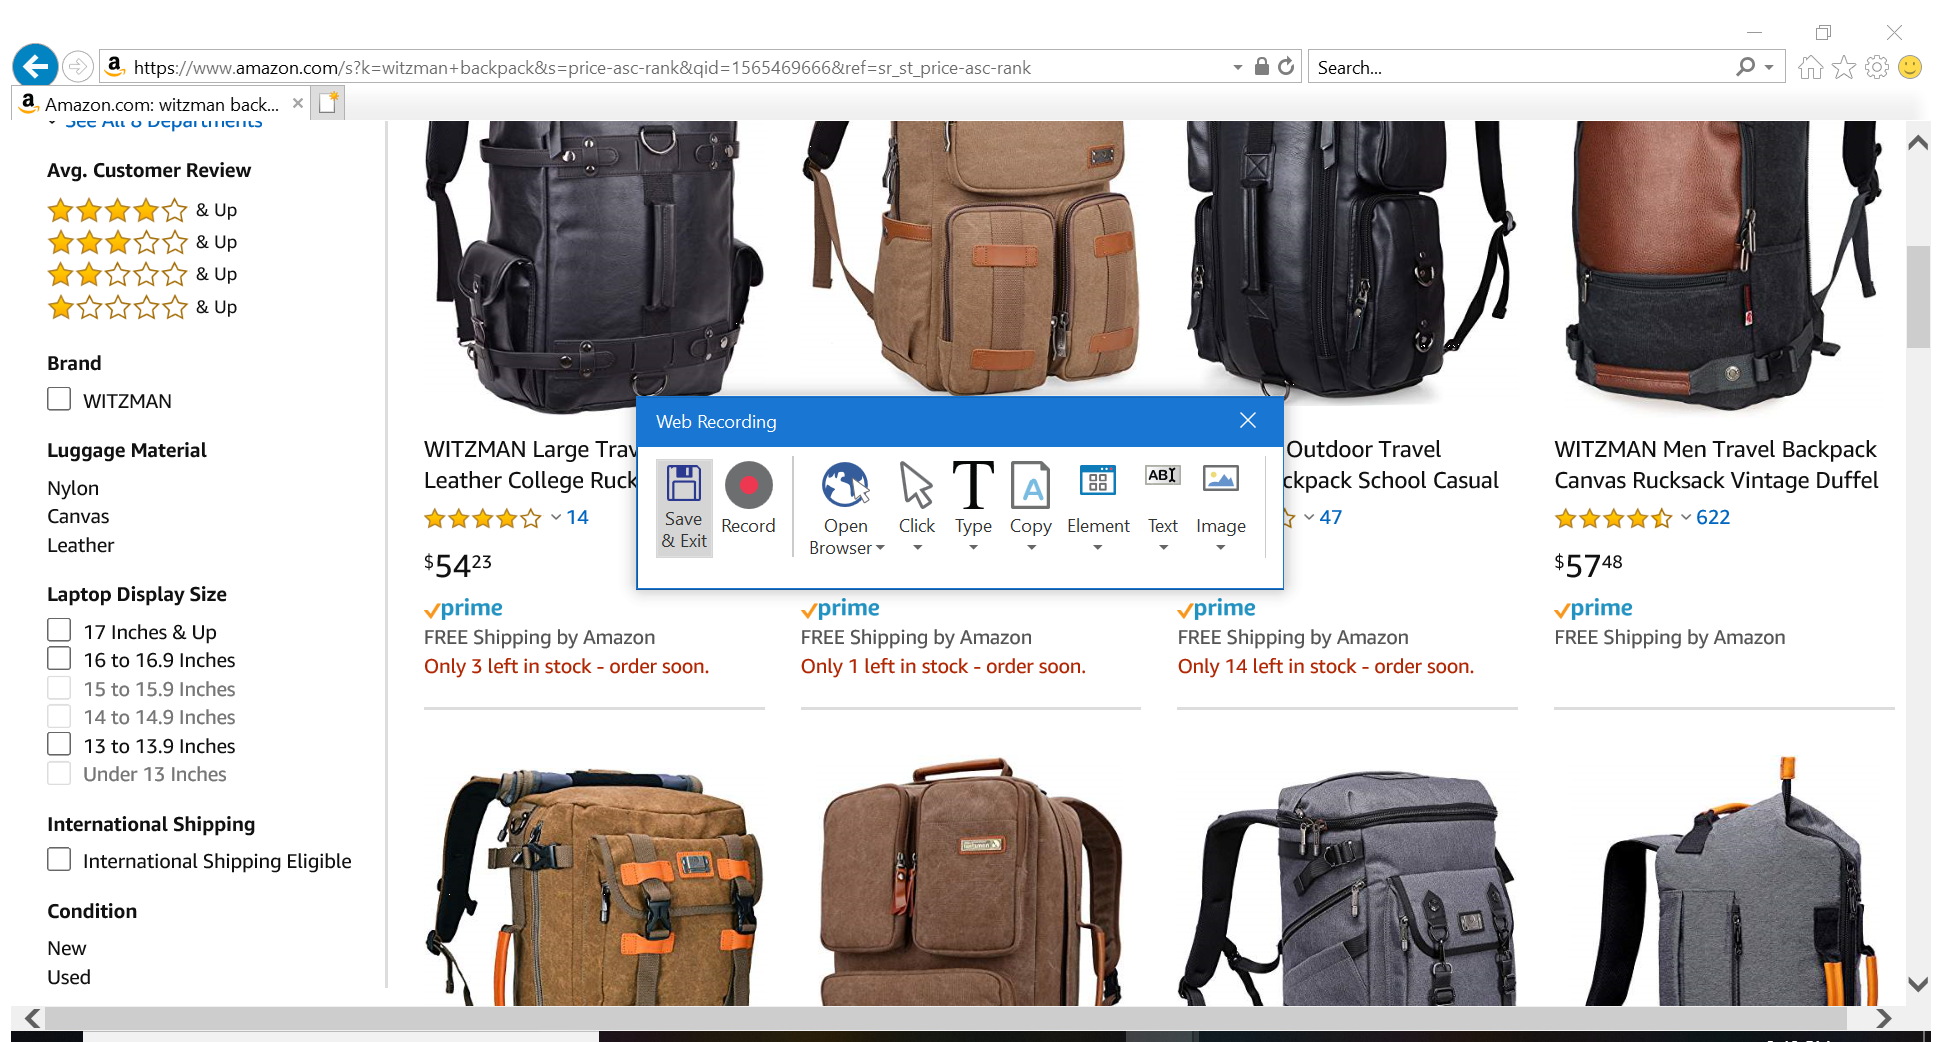 https://www.amazon.com/s?k=witzman+backpack&s=price-asc-rank&qid=1565469666&ref=sr_st_price-asc-rank
Search...
Amazon.com: witzman back...
See All 8 Departments
Avg. Customer Review
& Up
& Up
& Up
& Up
Brand
WITZMAN
Luggage Material
Nylon
Canvas
Leather
Laptop Display Size
17 Inches & Up
16 to 16.9 Inches
15 to 15.9 Inches
14 to 14.9 Inches
13 to 13.9 Inches
Under 13 Inches
International Shipping
International Shipping Eligible
Condition
New
Used
WITZMAN Large
Leather College
14
$54.23
prime
FREE Shipping by Amazon
Only 3 left in stock - order soon.
prime
FREE Shipping by Amazon
Only 1 left in stock - order soon.
Outdoor Travel
School Casual
47
prime
FREE Shipping by Amazon
Only 14 left in stock - order soon.
WITZMAN Men Travel Backpack
Canvas Rucksack Vintage Duffel
622
$57.48
prime
FREE Shipping by Amazon
Web Recording
Save
& Exit
Record
Open
Browser
Click
Type
Copy
Element
Text
Image